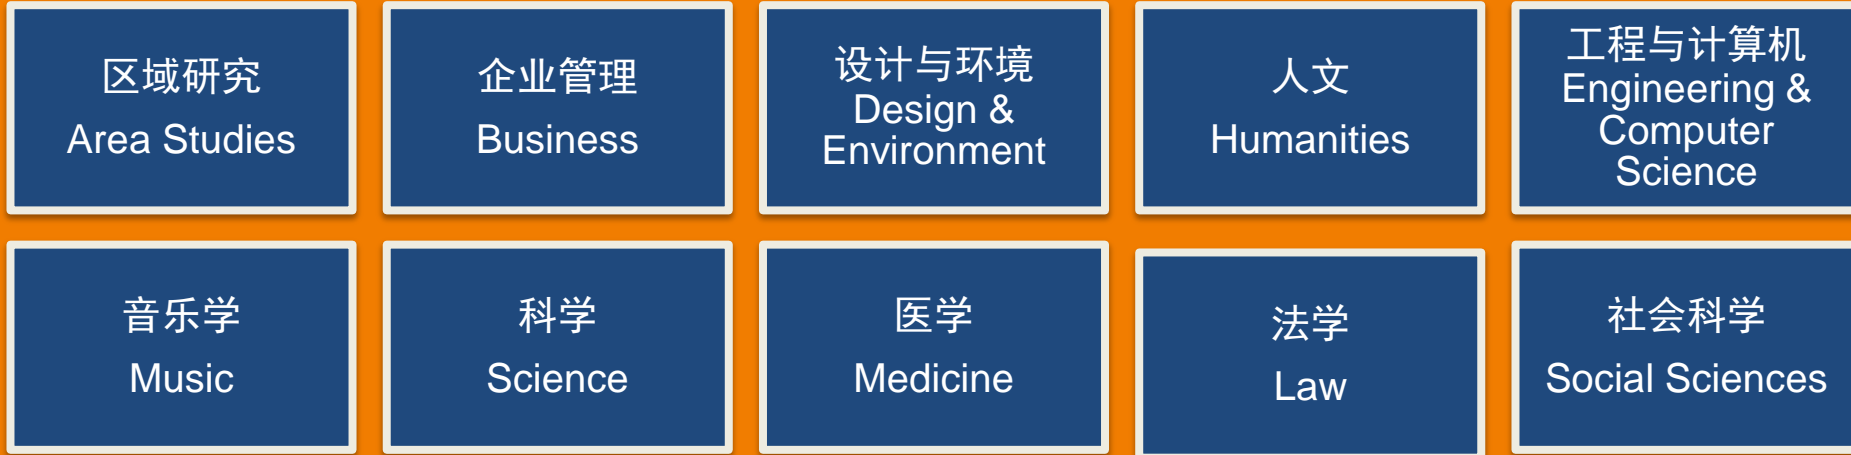 区域研究
Area Studies
企业管理
Business
设计与环境
Design &
Environment
人文
Humanities
工程与计算机
Engineering &
Computer
Science
音乐学
Music
科学
Science
医学
Medicine
法学
Law
社会科学
Social Sciences